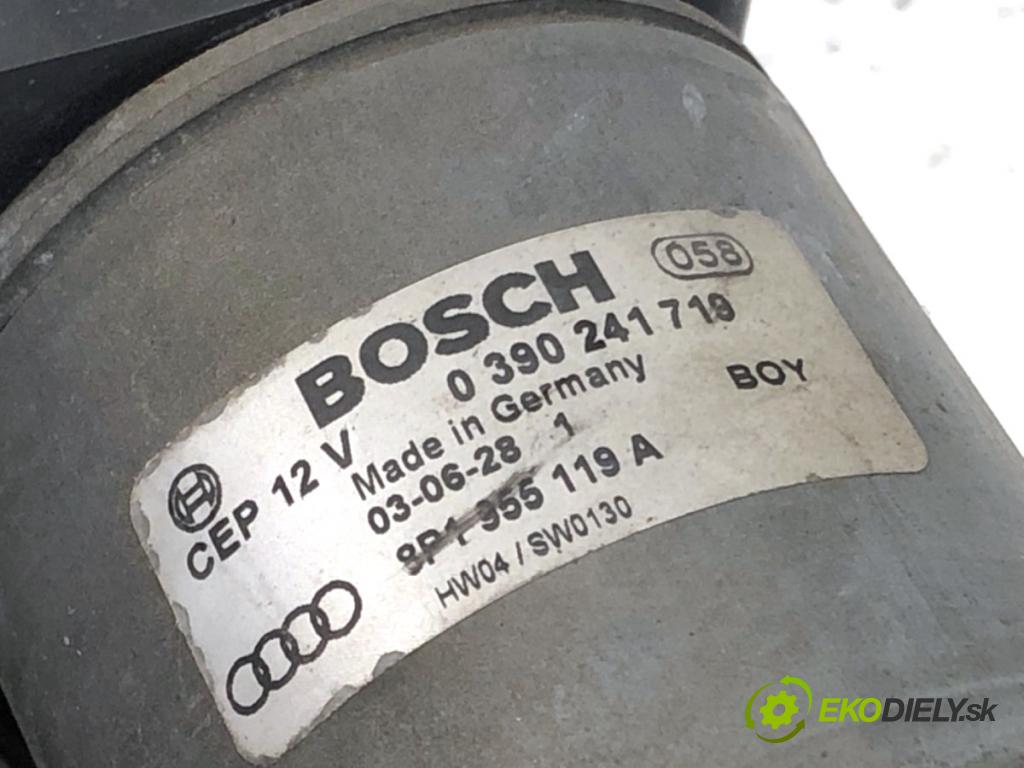 BOSCH
058
CEP 12 V
0 390 241 719
Made in Germany
BOY
03-06-28 1
8P1 955 119 A
HW04 / SW0130
EKODIELY.sk